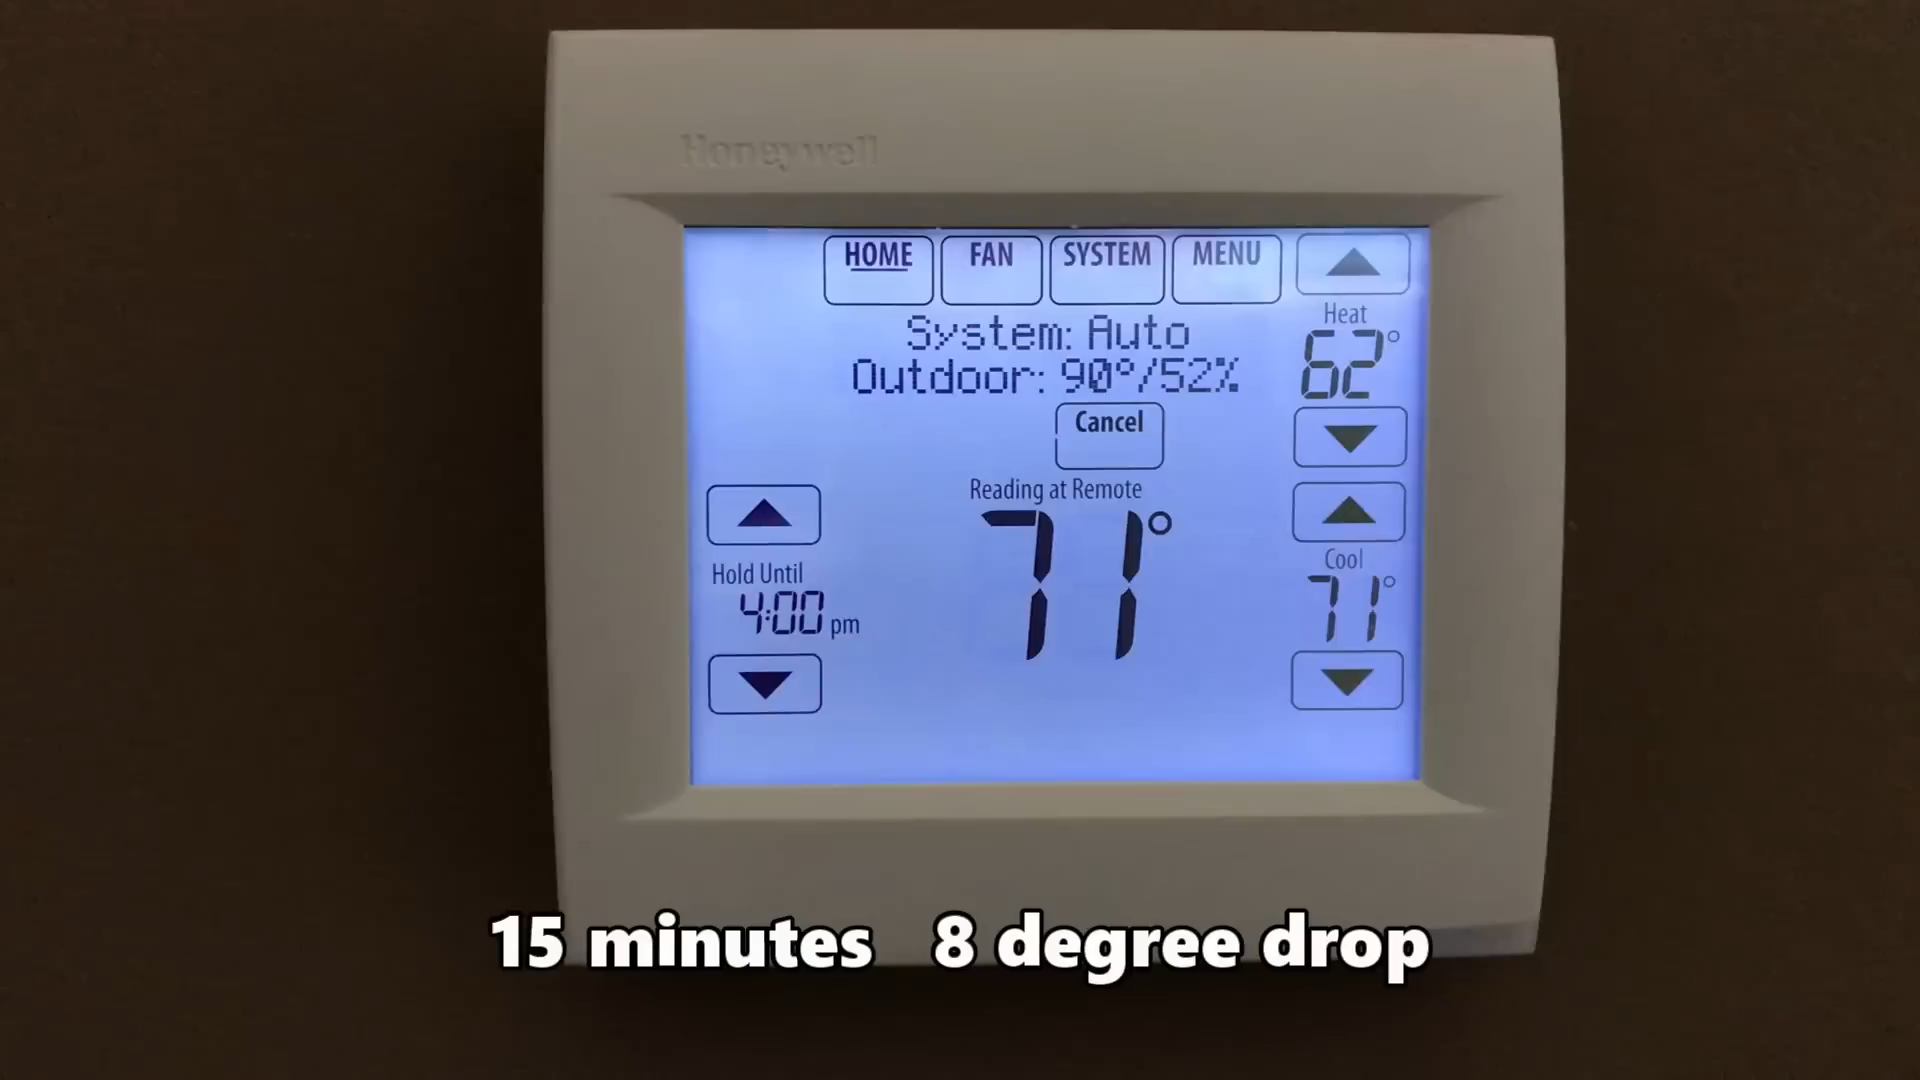 Honeywell
HOME FAN SYSTEM MENU
System: Auto
Outdoor: 90°/52%
Heat
62°
Cancel
Reading at Remote
71°
Hold Until
4:00 pm
Cool
71°
15 minutes 8 degree drop